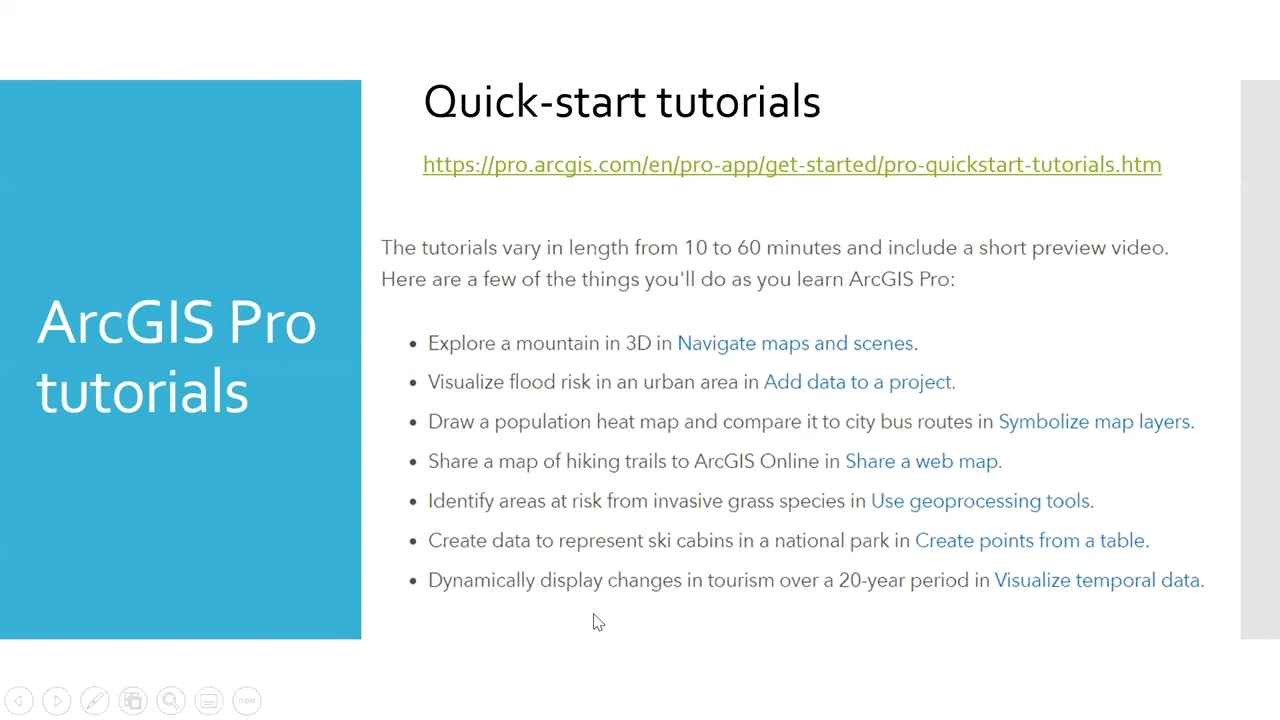 Quick-start tutorials
https://pro.arcgis.com/en/pro-app/get-started/pro-quickstart-tutorials.htm
ArcGIS Pro
tutorials
The tutorials vary in length from 10 to 60 minutes and include a short preview video.
Here are a few of the things you'll do as you learn ArcGIS Pro:
• Explore a mountain in 3D in Navigate maps and scenes.
• Visualize flood risk in an urban area in Add data to a project.
• Draw a population heat map and compare it to city bus routes in Symbolize map layers.
• Share a map of hiking trails to ArcGIS Online in Share a web map.
• Identify areas at risk from invasive grass species in Use geoprocessing tools.
• Create data to represent ski cabins in a national park in Create points from a table.
• Dynamically display changes in tourism over a 20-year period in Visualize temporal data.